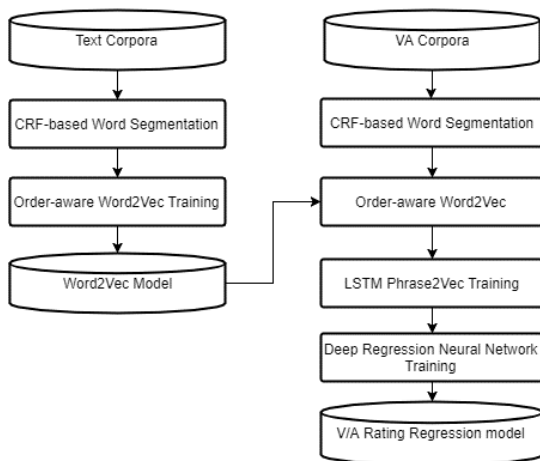 Text Corpora
CRF-based Word Segmentation
Order-aware Word2Vec Training
Word2Vec Model
VA Corpora
CRF-based Word Segmentation
Order-aware Word2Vec
LSTM Phrase2Vec Training
Deep Regression Neural Network
Training
V/A Rating Regression model